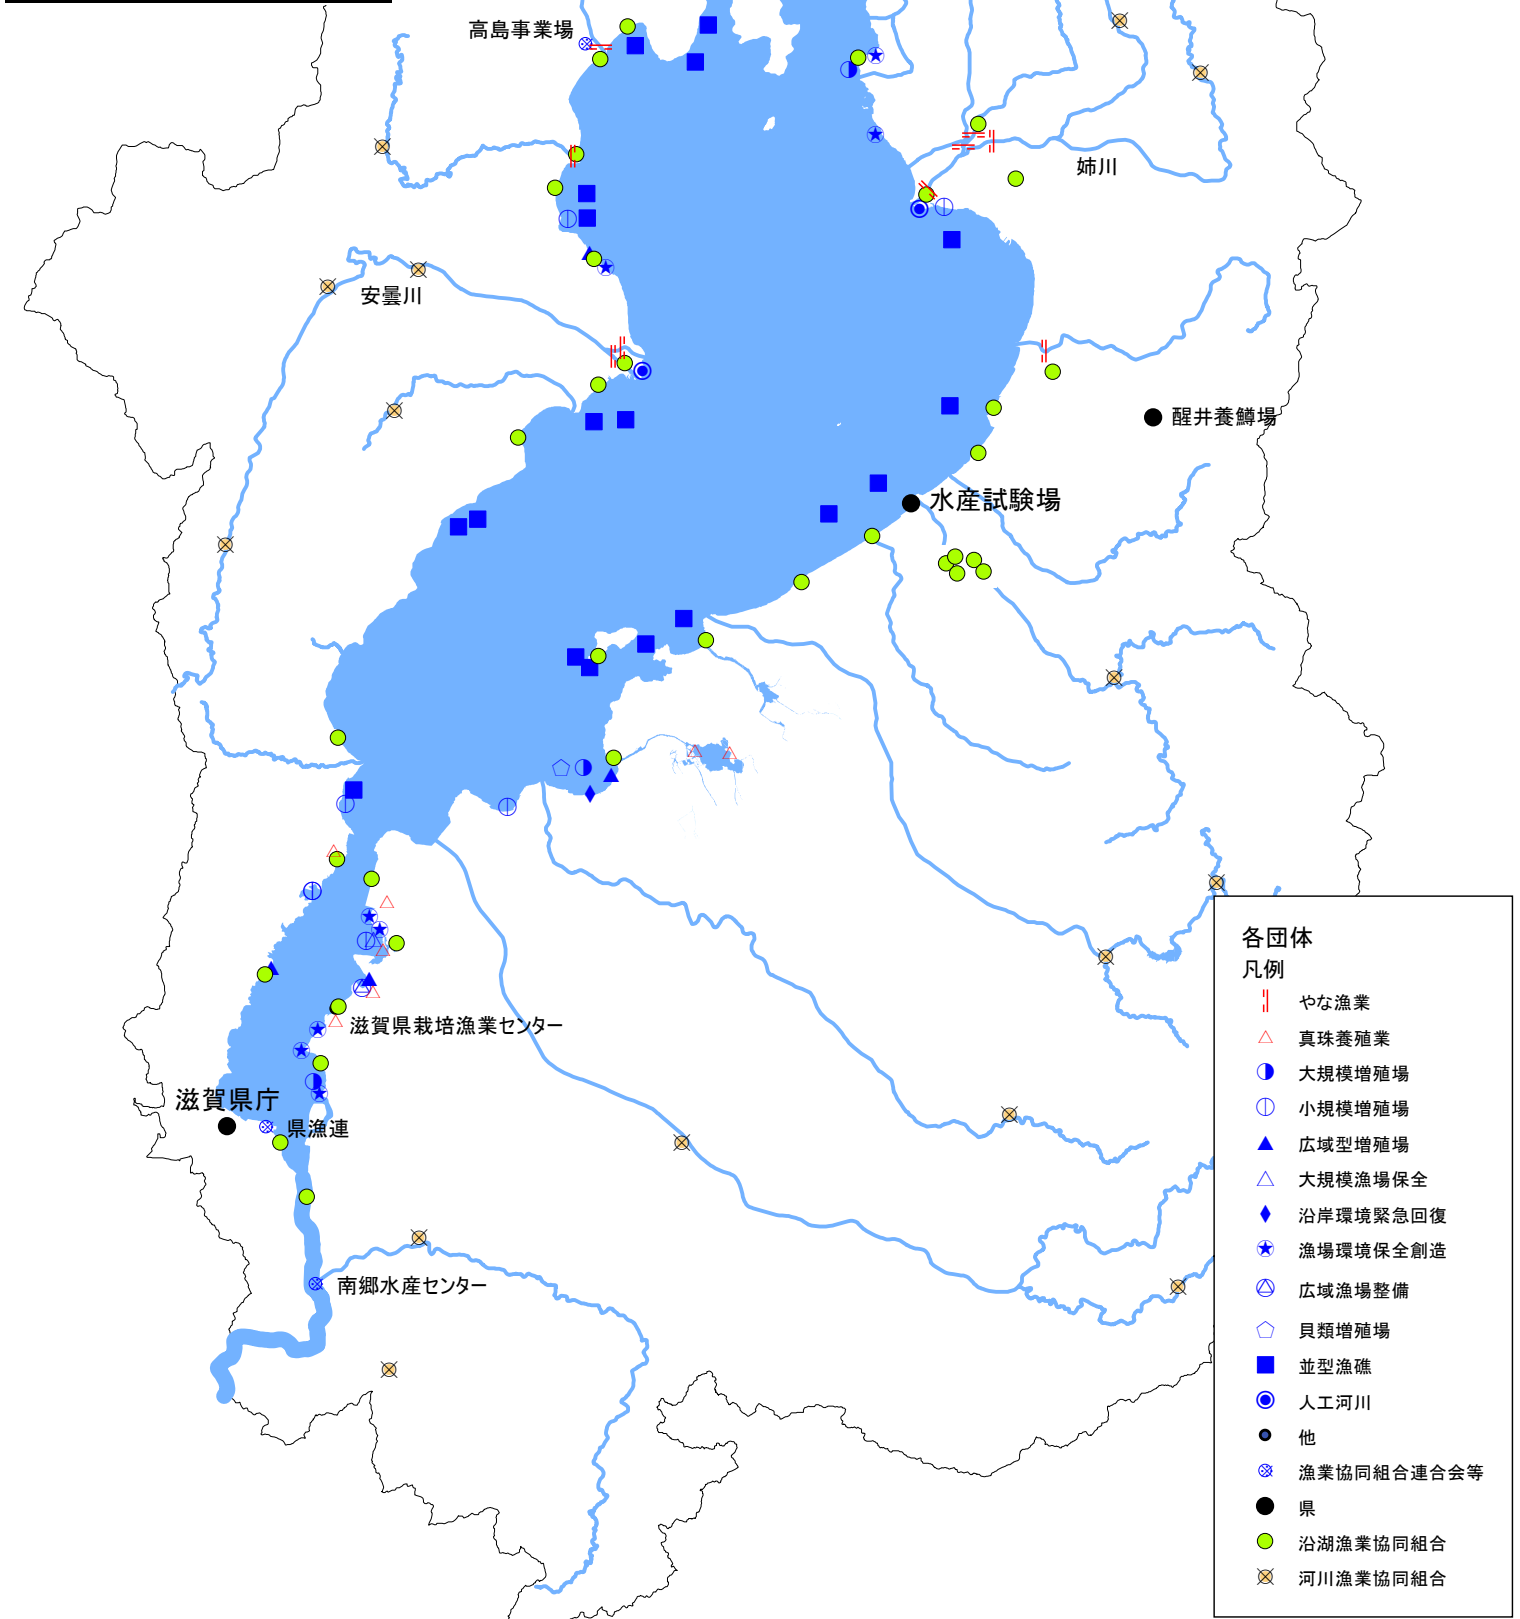 高島事業場
姉川
安曇川
醒井養鱒場
水産試験場
滋賀県栽培漁業センター
滋賀県庁
県漁連
南郷水産センター
各団体
凡例
やな漁業
真珠養殖業
大規模増殖場
小規模増殖場
広域型増殖場
大規模漁場保全
沿岸環境緊急回復
漁場環境保全創造
広域漁場整備
貝類増殖場
並型漁礁
人工河川
他
漁業協同組合連合会等
県
沿湖漁業協同組合
河川漁業協同組合